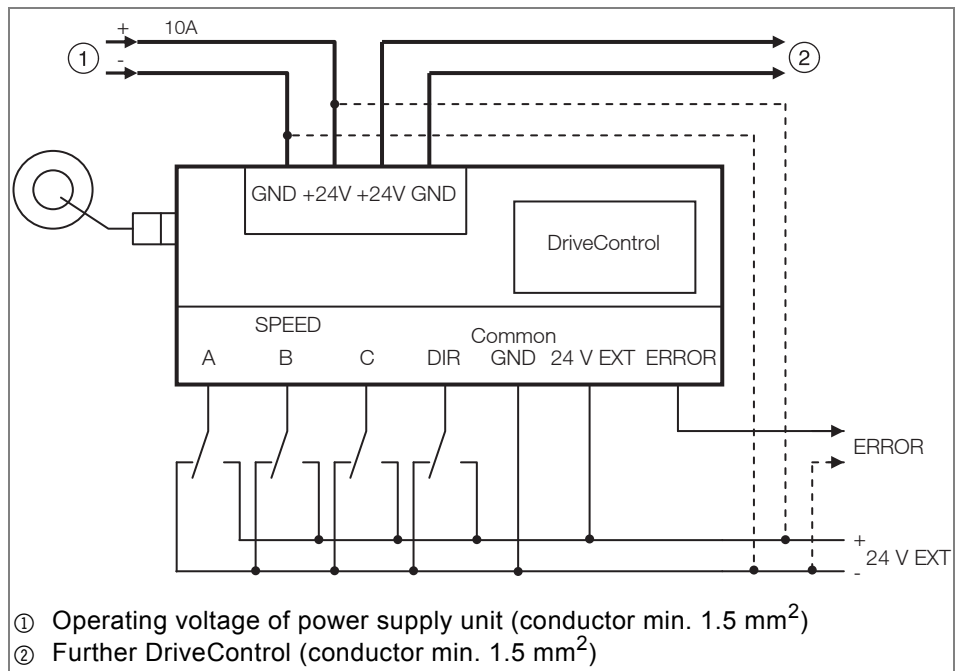 + 10A
① - ②
GND +24V +24V GND
DriveControl
SPEED
Common
A B C DIR GND 24 V EXT ERROR
ERROR
+
24 V EXT
-
① Operating voltage of power supply unit (conductor min. 1.5 mm²)
② Further DriveControl (conductor min. 1.5 mm²)